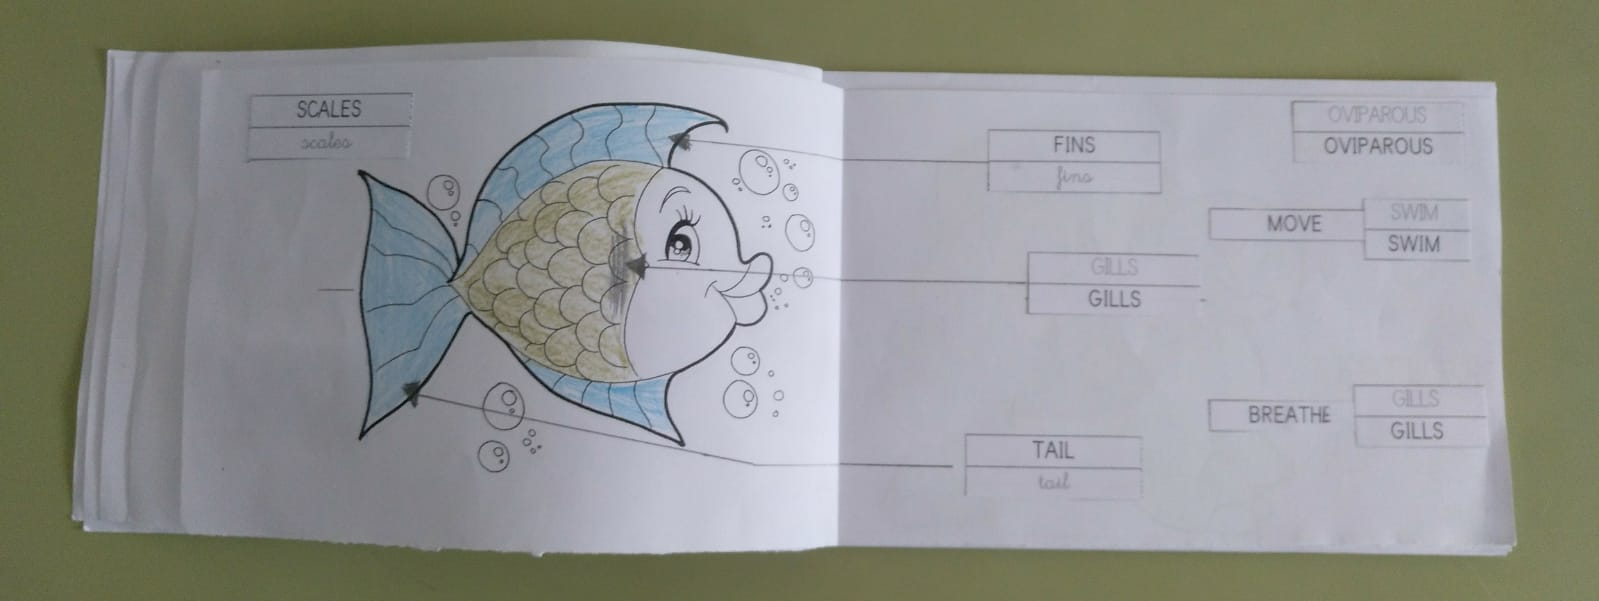 SCALES
scales
FINS
fins
OVIPAROUS
OVIPAROUS
MOVE
SWIM
SWIM
GILLS
GILLS
BREATHE
GILLS
GILLS
TAIL
tail